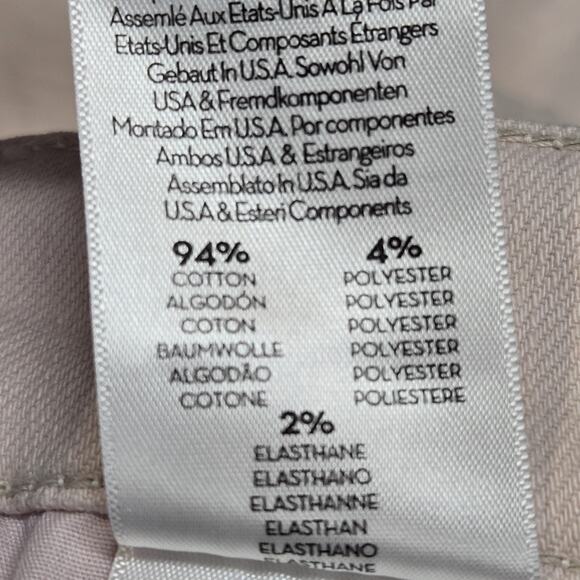 Assemlé Aux Etats-Unis A La Fois Par
Etats-Unis Et Composants Étrangers
Gebaut In U.S.A. Sowohl Von
USA & Fremdkomponenten
Montado Em U.S.A. Por componentes
Ambos U.S.A & Estrangeiros
Assemblato In U.S.A. Sia da
U.S.A & Esteri Components
94% 4%
COTTON POLYESTER
ALGODÓN POLYESTER
COTON POLYESTER
BAUMWOLLE POLYESTER
ALGODÃO POLYESTER
COTONE POLIESTERE
2%
ELASTHANE
ELASTHANO
ELASTHANNE
ELASTHAN
ELASTHANO